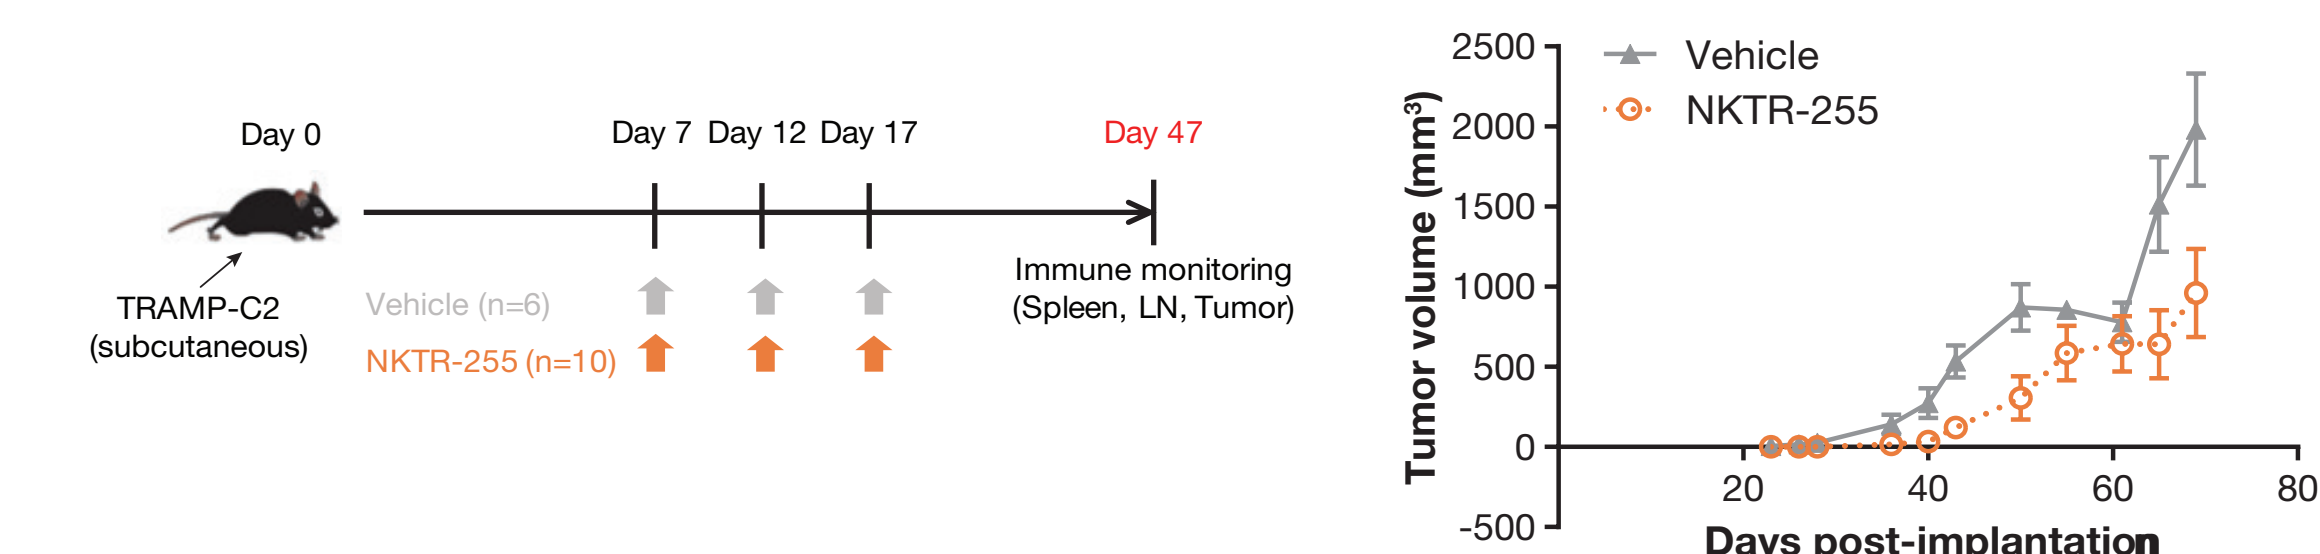 Day 0
Day 7 Day 12 Day 17
Day 47
TRAMP-C2
(subcutaneous)
Vehicle (n=6)
NKTR-255 (n=10)
Immune monitoring
(Spleen, LN, Tumor)
Tumor volume (mm³)
2500
2000
1500
1000
500
0
-500
Vehicle
NKTR-255
20 40 60 80
Days post-implantation